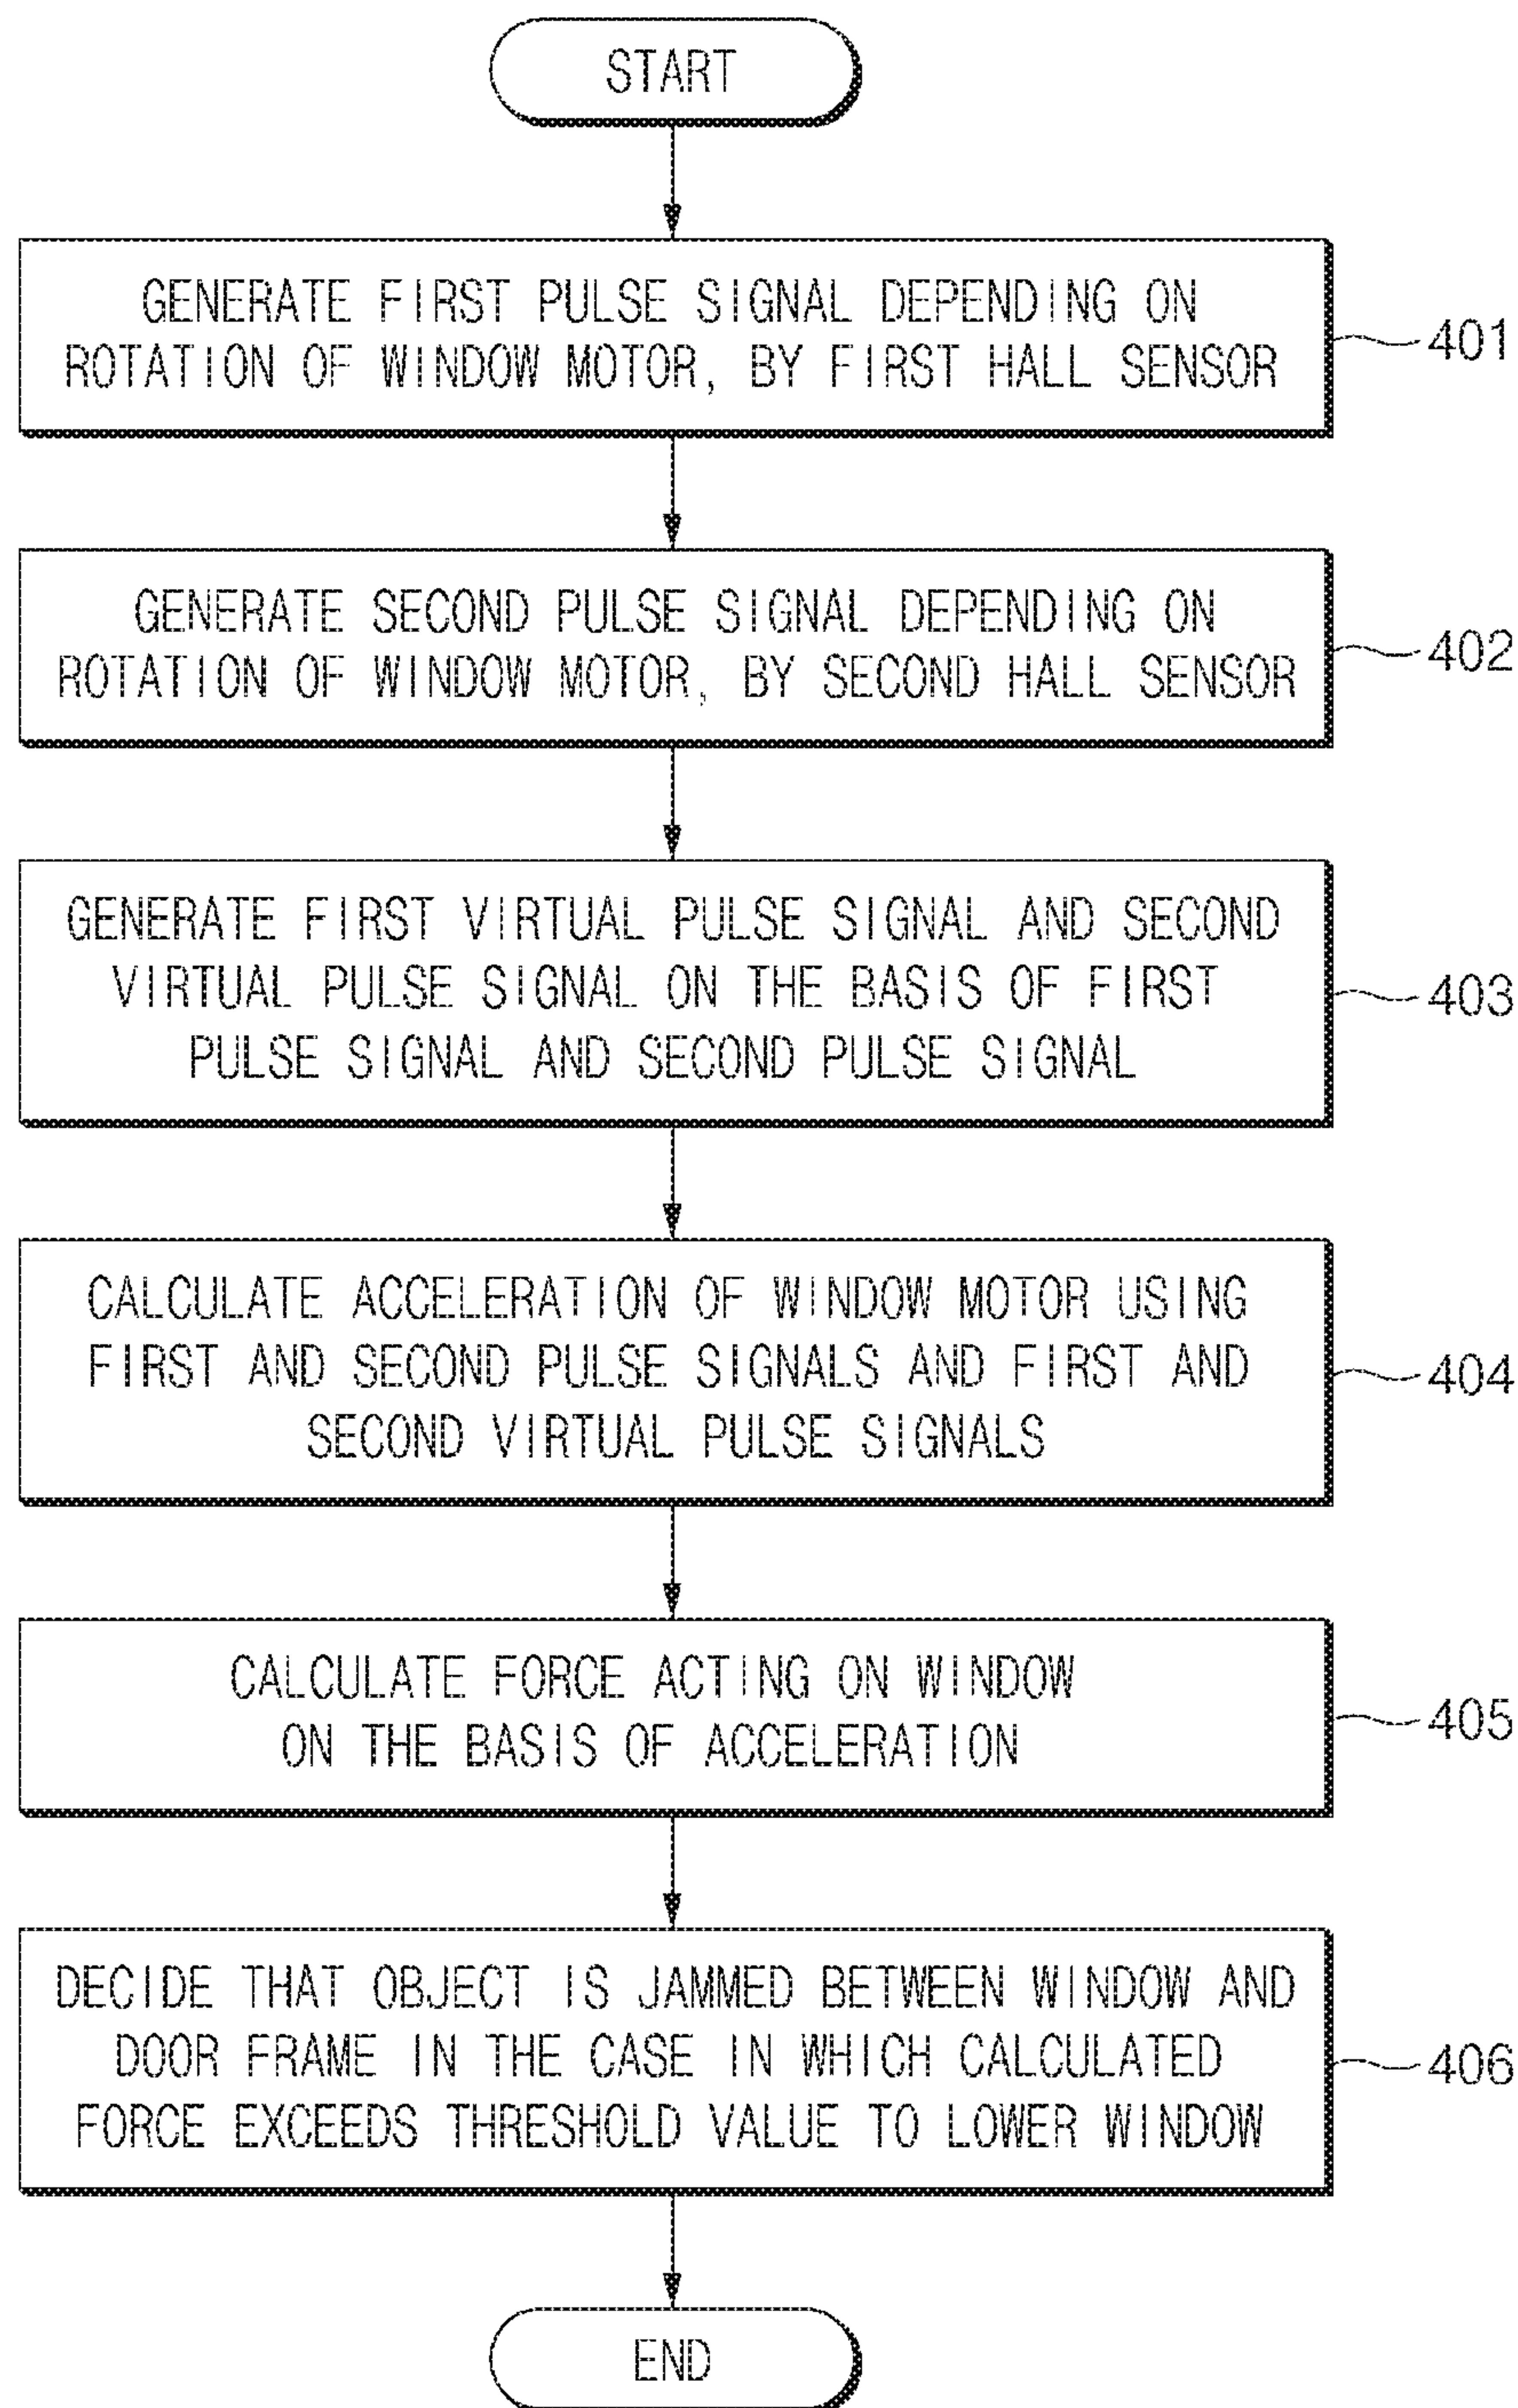 START
GENERATE FIRST PULSE SIGNAL DEPENDING ON
ROTATION OF WINDOW MOTOR, BY FIRST HALL SENSOR
401
GENERATE SECOND PULSE SIGNAL DEPENDING ON
ROTATION OF WINDOW MOTOR, BY SECOND HALL SENSOR
402
GENERATE FIRST VIRTUAL PULSE SIGNAL AND SECOND
VIRTUAL PULSE SIGNAL ON THE BASIS OF FIRST
PULSE SIGNAL AND SECOND PULSE SIGNAL
403
CALCULATE ACCELERATION OF WINDOW MOTOR USING
FIRST AND SECOND PULSE SIGNALS AND FIRST AND
SECOND VIRTUAL PULSE SIGNALS
404
CALCULATE FORCE ACTING ON WINDOW
ON THE BASIS OF ACCELERATION
405
DECIDE THAT OBJECT IS JAMMED BETWEEN WINDOW AND
DOOR FRAME IN THE CASE IN WHICH CALCULATED
FORCE EXCEEDS THRESHOLD VALUE TO LOWER WINDOW
406
END